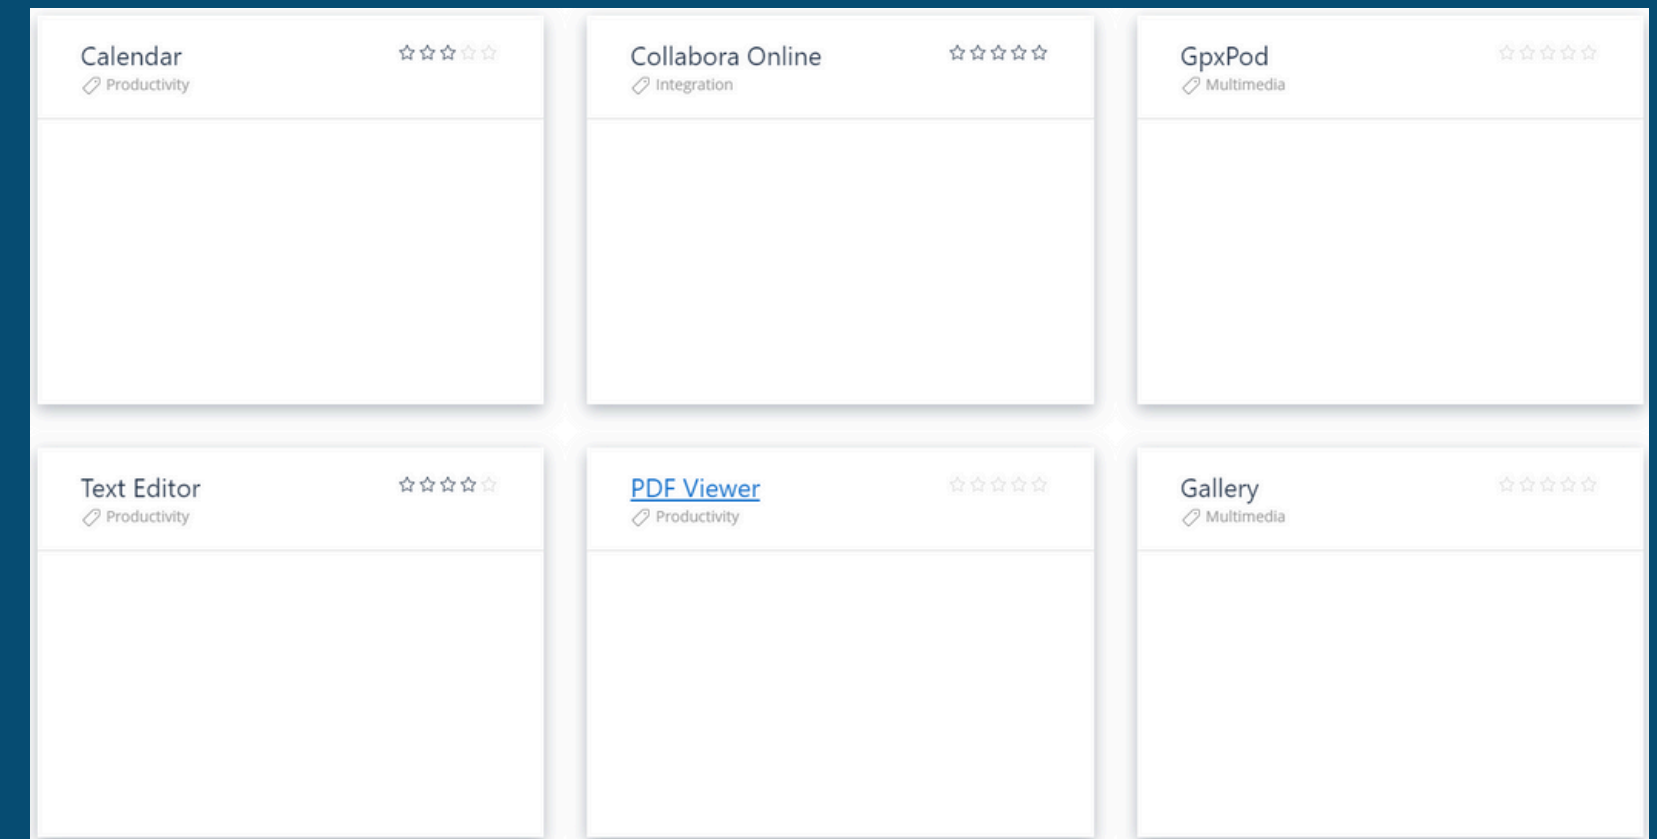 Calendar
Productivity
Collabora Online
Integration
GpxPod
Multimedia
Text Editor
Productivity
PDF Viewer
Productivity
Gallery
Multimedia